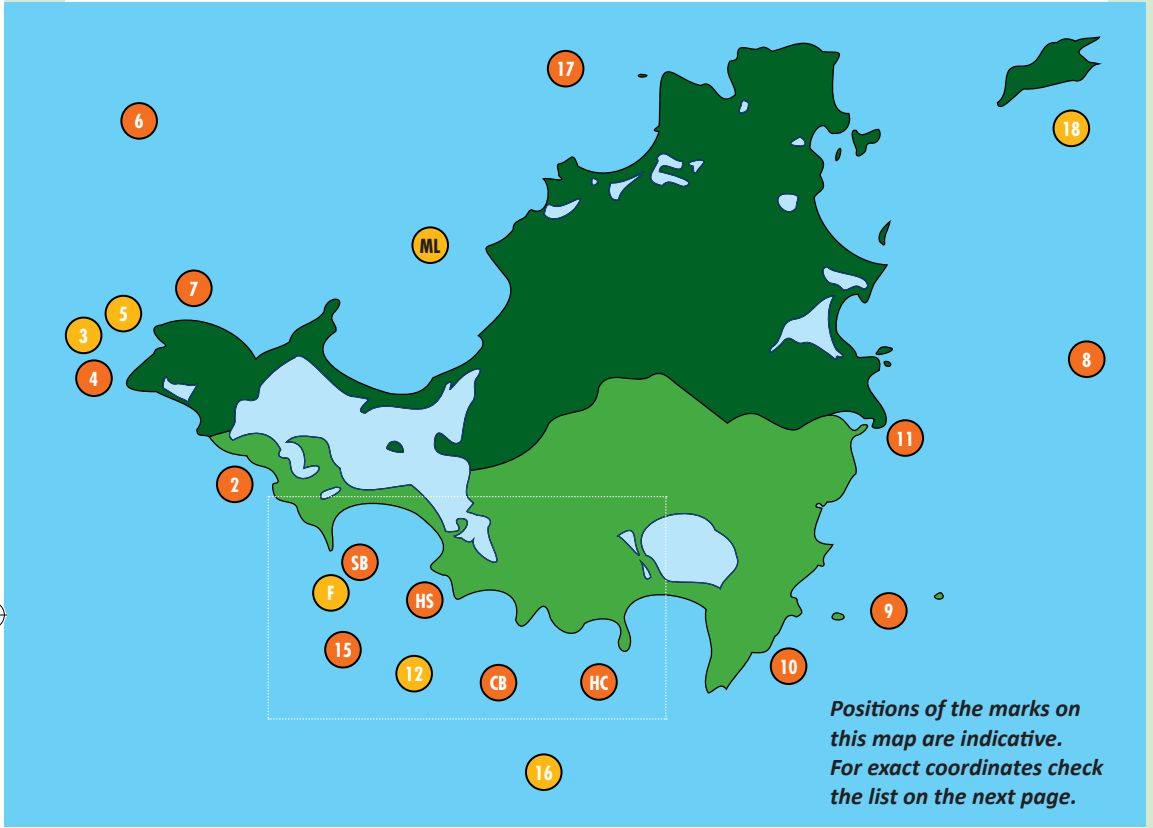 17
6
18
ML
7
5
3
8
4
11
2
SB
F
HS
9
15
10
12
CB
HC
Positions of the marks on
this map are indicative.
For exact coordinates check
the list on the next page.
16